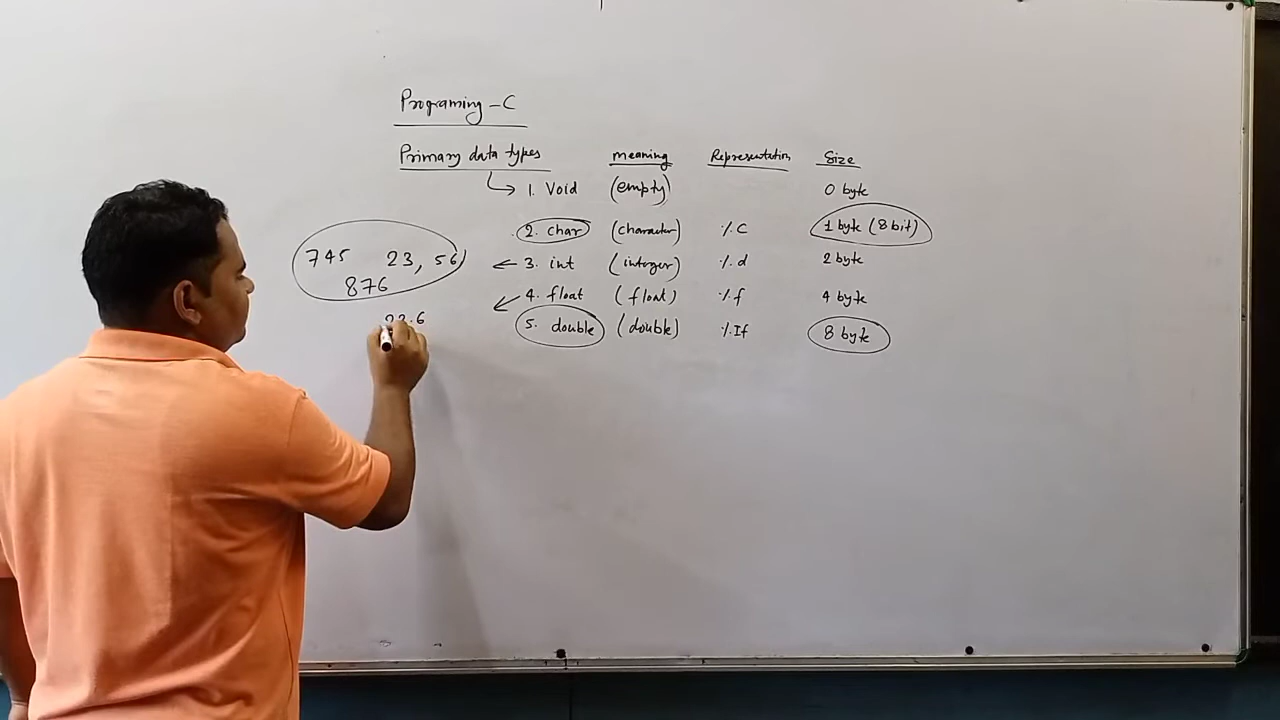 Programing - C
Primary data types meaning Representation Size
1. Void (empty) 0 byte
2. char (character) %c 1 byte (8 bit)
745 23, 56 3. int (integer) %d 2 byte
876 4. float (float) %f 4 byte
5. double (double) %lf 8 byte